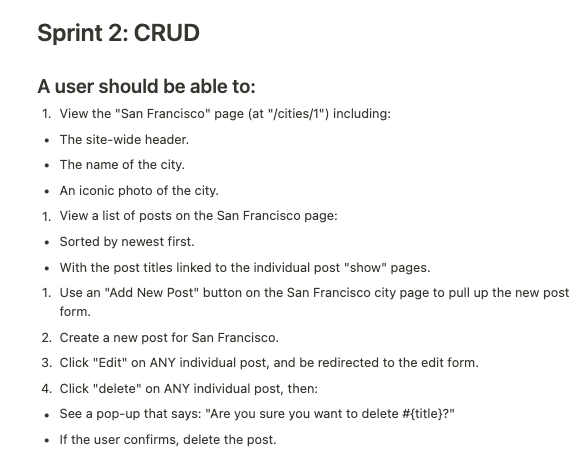 Sprint 2: CRUD
A user should be able to:
1. View the "San Francisco" page (at "/cities/1") including:
• The site-wide header.
• The name of the city.
• An iconic photo of the city.
1. View a list of posts on the San Francisco page:
• Sorted by newest first.
• With the post titles linked to the individual post "show" pages.
1. Use an "Add New Post" button on the San Francisco city page to pull up the new post
form.
2. Create a new post for San Francisco.
3. Click "Edit" on ANY individual post, and be redirected to the edit form.
4. Click "delete" on ANY individual post, then:
• See a pop-up that says: "Are you sure you want to delete #{title}?"
• If the user confirms, delete the post.